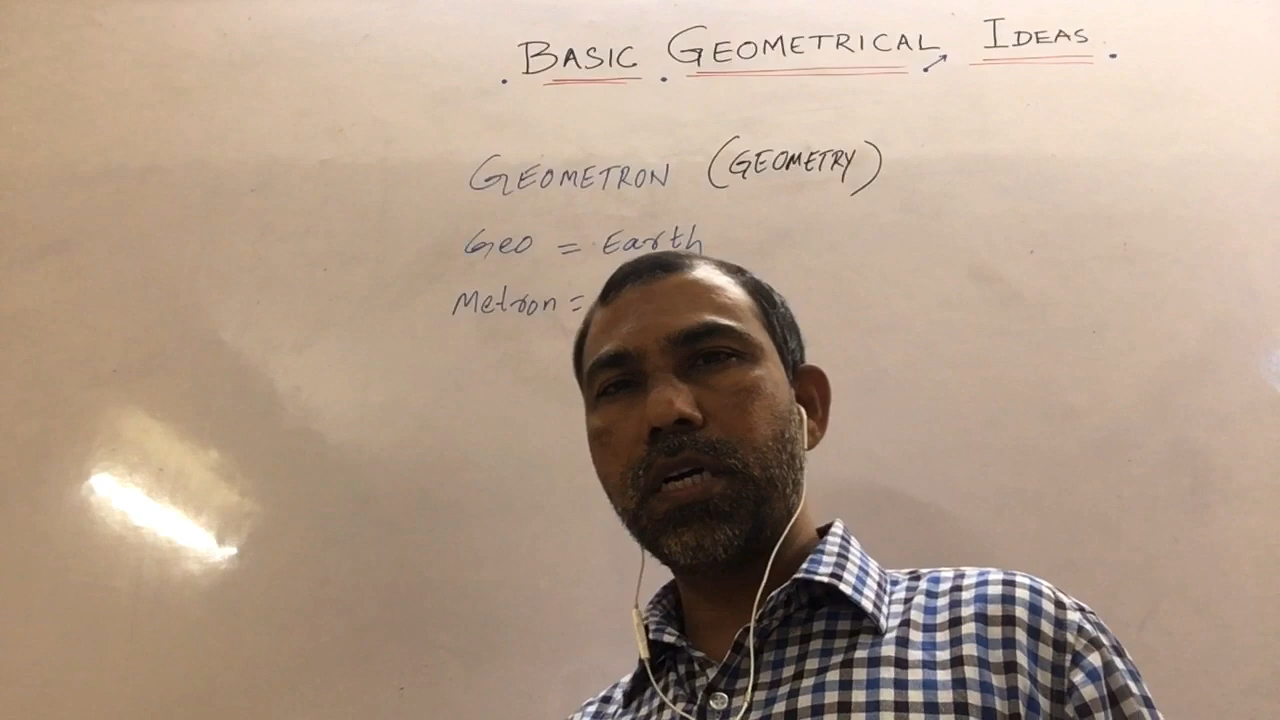 . BASIC . GEOMETRICAL IDEAS .
GEOMETRON (GEOMETRY)
Geo = Earth
Metron =